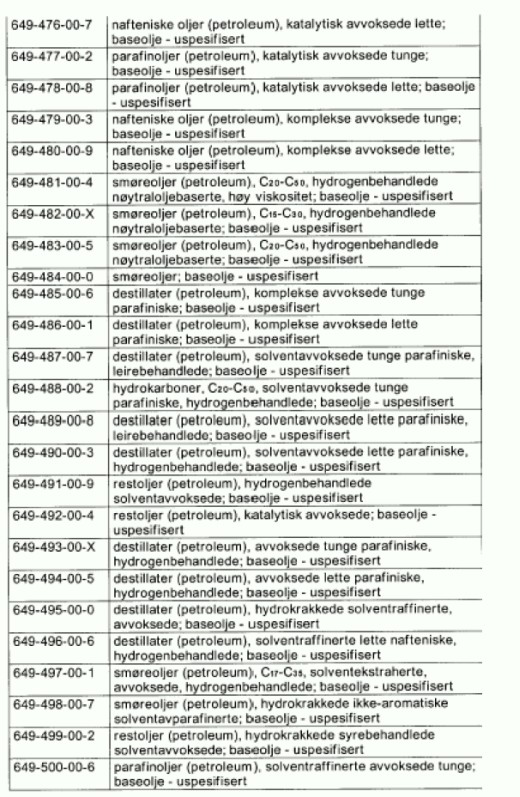 649-476-00-7 nafteniske oljer (petroleum), katalytisk avvoksede lette;
baseolje - uspesifisert
649-477-00-2 parafinoljer (petroleum), katalytisk avvoksede tunge;
baseolje - uspesifisert
649-478-00-8 parafinoljer (petroleum), katalytisk avvoksede lette; baseolje
- uspesifisert
649-479-00-3 nafteniske oljer (petroleum), komplekse avvoksede tunge;
baseolje - uspesifisert
649-480-00-9 nafteniske oljer (petroleum), komplekse avvoksede lette;
baseolje - uspesifisert
649-481-00-4 smøreoljer (petroleum), C20-C50, hydrogenbehandlede
nøytraloljebaserte, høy viskositet; baseolje - uspesifisert
649-482-00-X smøreoljer (petroleum), C15-C30, hydrogenbehandlede
nøytraloljebaserte; baseolje - uspesifisert
649-483-00-5 smøreoljer (petroleum), C20-C50, hydrogenbehandlede
nøytraloljebaserte; baseolje - uspesifisert
649-484-00-0 smøreoljer; baseolje - uspesifisert
649-485-00-6 destillater (petroleum), komplekse avvoksede tunge
parafiniske; baseolje - uspesifisert
649-486-00-1 destillater (petroleum), komplekse avvoksede lette
parafiniske; baseolje - uspesifisert
649-487-00-7 destillater (petroleum), solventavvoksede tunge parafiniske,
leirebehandlede; baseolje - uspesifisert
649-488-00-2 hydrokarboner, C20-C50, solventavvoksede tunge
parafiniske, hydrogenbehandlede; baseolje - uspesifisert
649-489-00-8 destillater (petroleum), solventavvoksede lette parafiniske,
leirebehandlede; baseolje - uspesifisert
649-490-00-3 destillater (petroleum), solventavvoksede lette parafiniske,
hydrogenbehandlede; baseolje - uspesifisert
649-491-00-9 restoljer (petroleum), hydrogenbehandlede
solventavvoksede; baseolje - uspesifisert
649-492-00-4 restoljer (petroleum), katalytisk avvoksede; baseolje -
uspesifisert
649-493-00-X destillater (petroleum), avvoksede tunge parafiniske,
hydrogenbehandlede; baseolje - uspesifisert
649-494-00-5 destillater (petroleum), avvoksede lette parafiniske,
hydrogenbehandlede; baseolje - uspesifisert
649-495-00-0 destillater (petroleum), hydrokrakkede solventraffinerte,
avvoksede; baseolje - uspesifisert
649-496-00-6 destillater (petroleum), solventraffinerte lette nafteniske,
hydrogenbehandlede; baseolje - uspesifisert
649-497-00-1 smøreoljer (petroleum), C17-C35, solventekstraherte,
avvoksede, hydrogenbehandlede; baseolje - uspesifisert
649-498-00-7 smøreoljer (petroleum), hydrokrakkede ikke-aromatiske
solventavparafinerte; baseolje - uspesifisert
649-499-00-2 restoljer (petroleum), hydrokrakkede syrebehandlede
solventavvoksede; baseolje - uspesifisert
649-500-00-6 parafinoljer (petroleum), solventraffinerte avvoksede tunge;
baseolje - uspesifisert